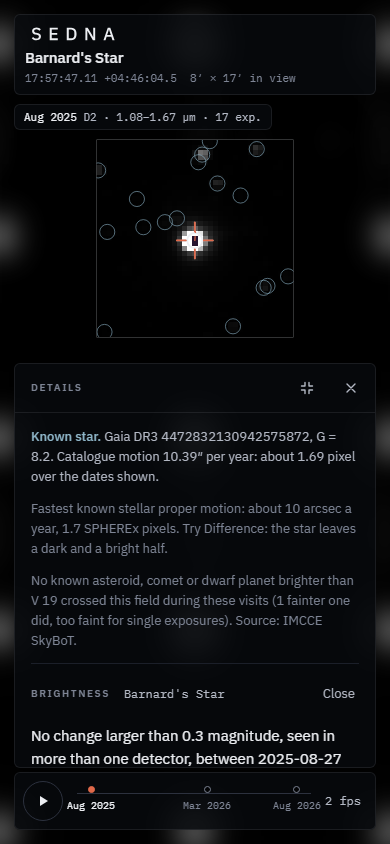 SEDNA
Barnard's Star
17:57:47.11 +04:46:04.5 8′ × 17′ in view
Aug 2025 D2 · 1.08–1.67 µm · 17 exp.
DETAILS
Known star. Gaia DR3 4472832130942575872, G =
8.2. Catalogue motion 10.39″ per year: about 1.69 pixel
over the dates shown.
Fastest known stellar proper motion: about 10 arcsec a
year, 1.7 SPHEREx pixels. Try Difference: the star leaves
a dark and a bright half.
No known asteroid, comet or dwarf planet brighter than
V 19 crossed this field during these visits (1 fainter one
did, too faint for single exposures). Source: IMCCE
SkyBoT.
BRIGHTNESS Barnard's Star Close
No change larger than 0.3 magnitude, seen in
more than one detector, between 2025-08-27
Aug 2025 Mar 2026 Aug 2026 2 fps